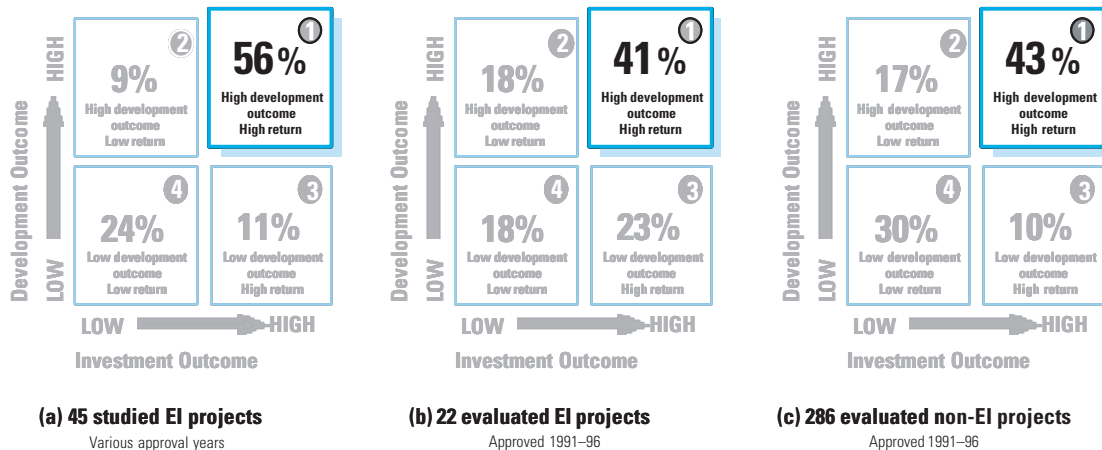 Development Outcome
LOW
HIGH
2
9%
High development
outcome
Low return
1
56%
High development
outcome
High return
4
24%
Low development
outcome
Low return
3
11%
Low development
outcome
High return
LOW
HIGH
Investment Outcome
(a) 45 studied EI projects
Various approval years
Development Outcome
LOW
HIGH
2
18%
High development
outcome
Low return
1
41%
High development
outcome
High return
4
18%
Low development
outcome
Low return
3
23%
Low development
outcome
High return
LOW
HIGH
Investment Outcome
(b) 22 evaluated EI projects
Approved 1991–96
Development Outcome
LOW
HIGH
2
17%
High development
outcome
Low return
1
43%
High development
outcome
High return
4
30%
Low development
outcome
Low return
3
10%
Low development
outcome
High return
LOW
HIGH
Investment Outcome
(c) 286 evaluated non-EI projects
Approved 1991–96